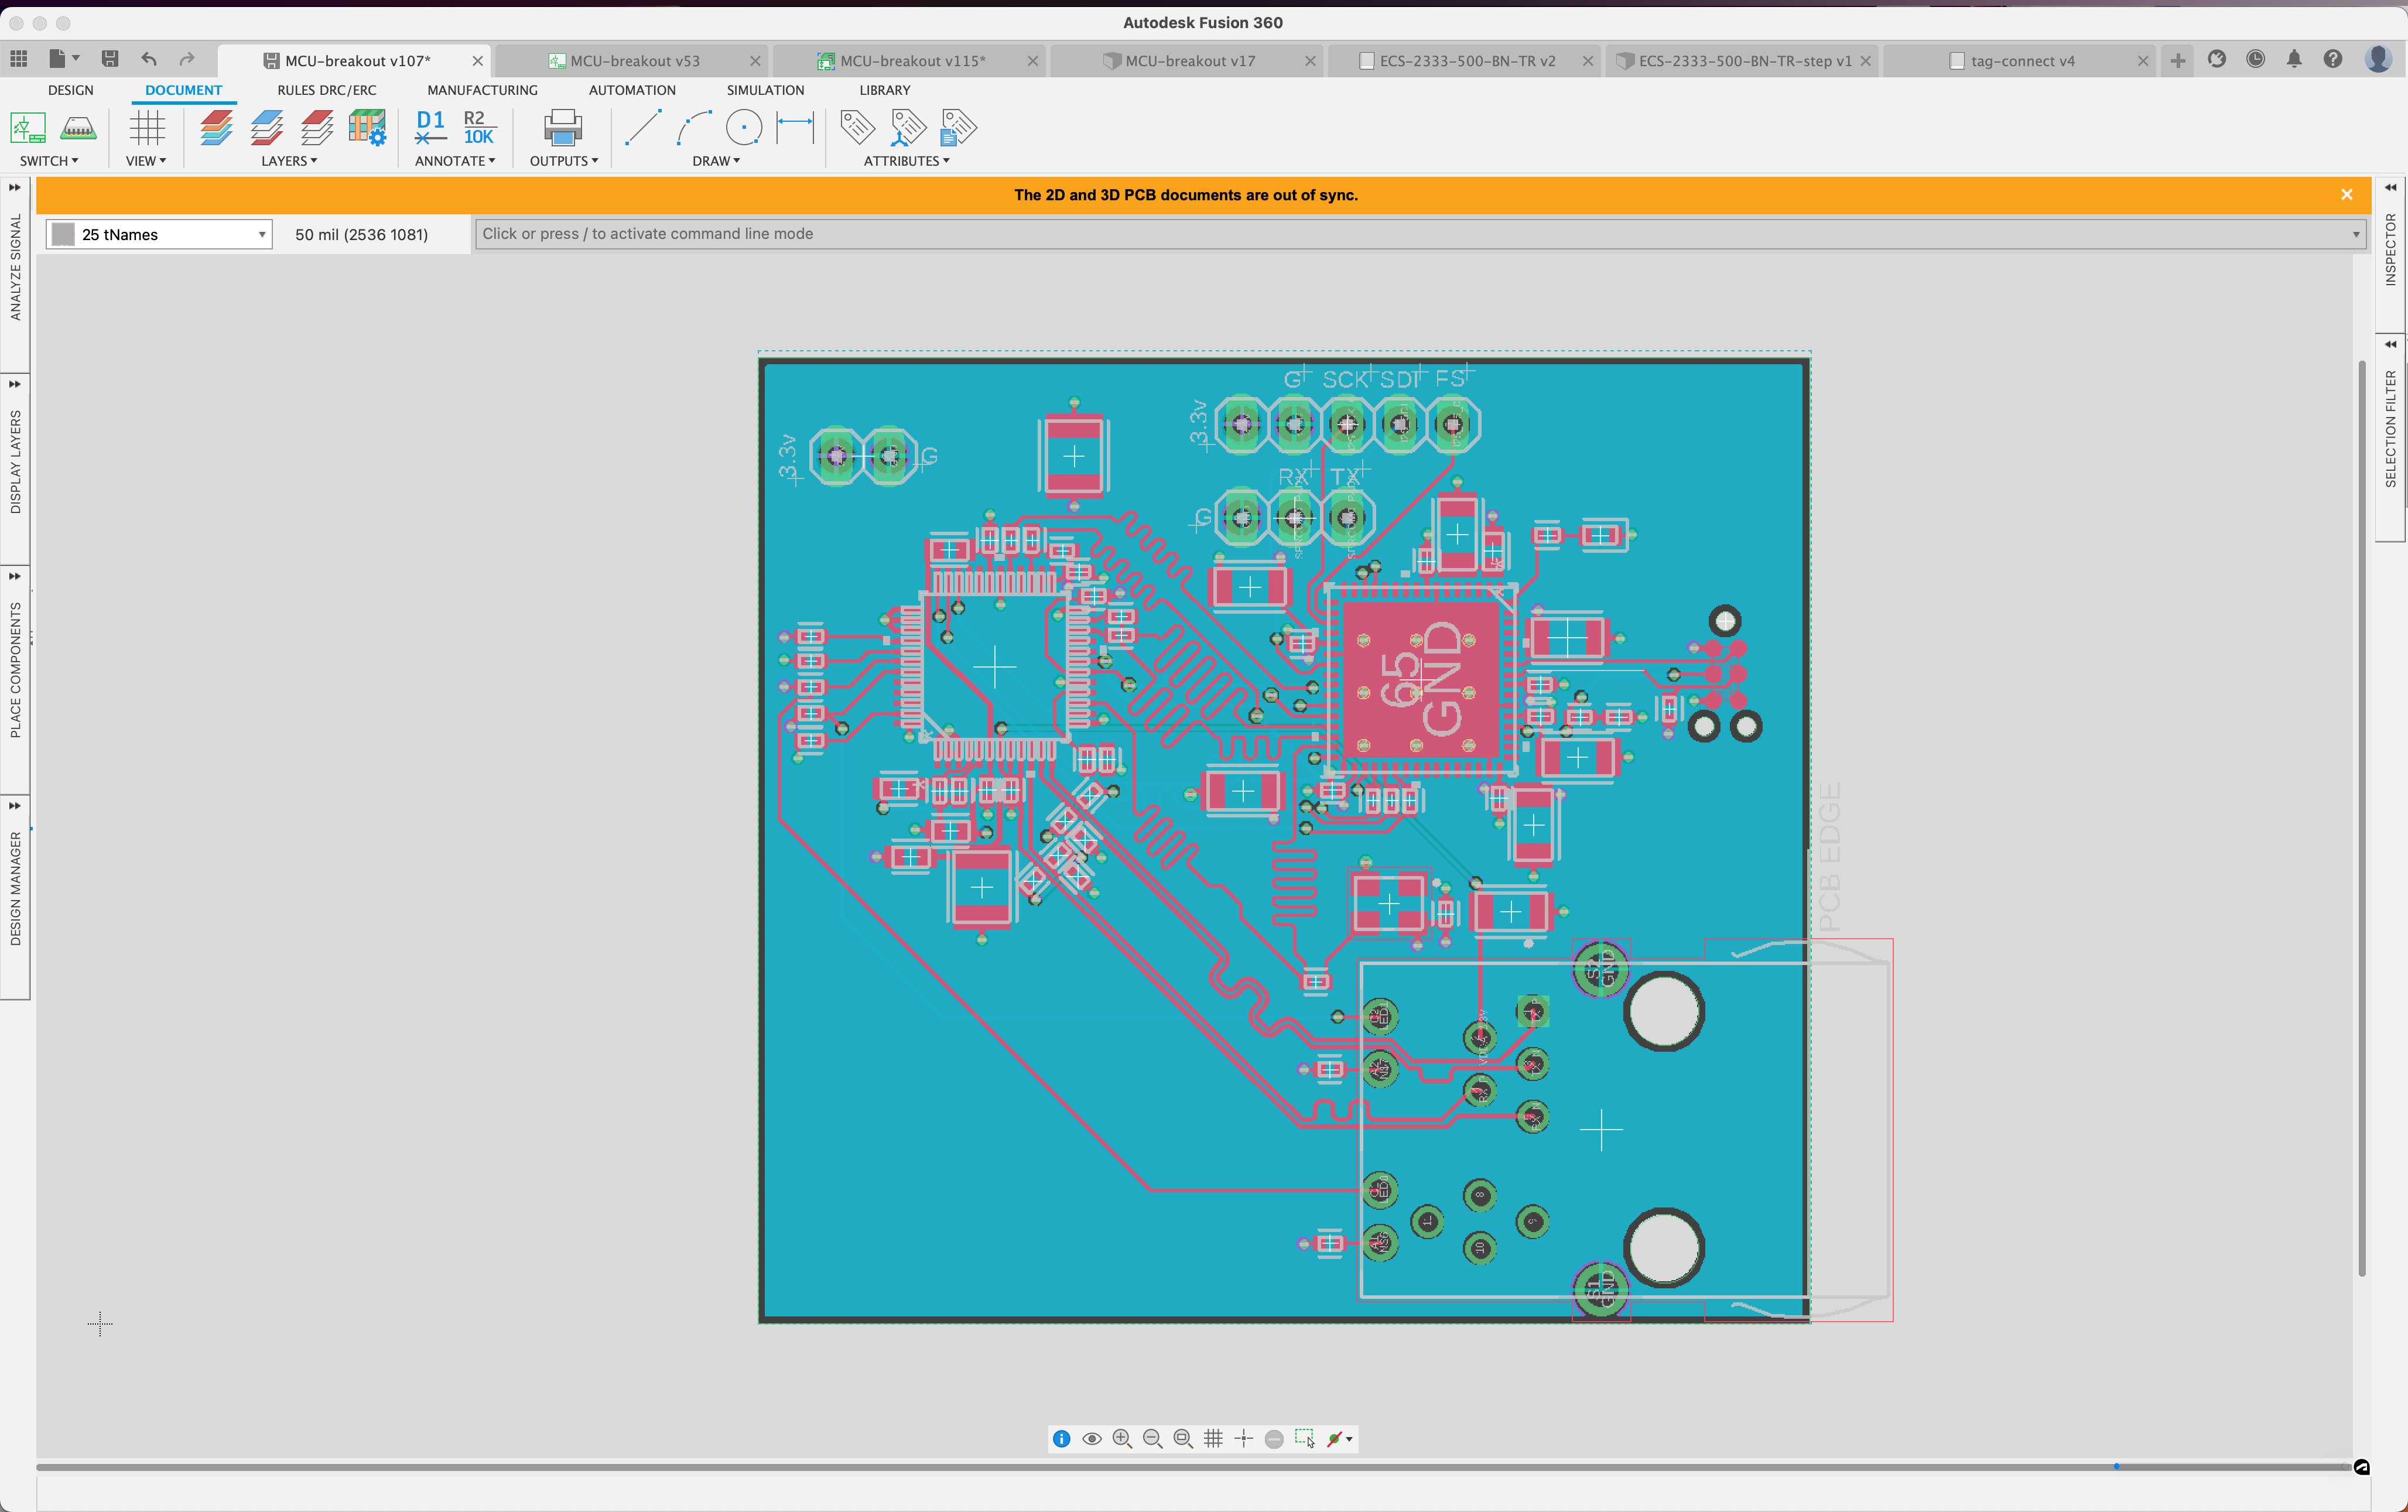 Autodesk Fusion 360
MCU-breakout v107*
MCU-breakout v53
MCU-breakout v115*
MCU-breakout v17
ECS-2333-500-BN-TR v2
ECS-2333-500-BN-TR-step v1
tag-connect v4
DESIGN
DOCUMENT
RULES DRC/ERC
MANUFACTURING
AUTOMATION
SIMULATION
LIBRARY
D1
R2
10K
SWITCH
VIEW
LAYERS
ANNOTATE
OUTPUTS
DRAW
ATTRIBUTES
The 2D and 3D PCB documents are out of sync.
25 tNames
50 mil (2536 1081)
Click or press / to activate command line mode
ANALYZE SIGNAL
DISPLAY LAYERS
PLACE COMPONENTS
DESIGN MANAGER
INSPECTOR
SELECTION FILTER
G SCK SDI FS
3.3v
3.3v
G
RX TX
G
65
GND
PCB EDGE
S2
GND
8
9
10
S1
GND